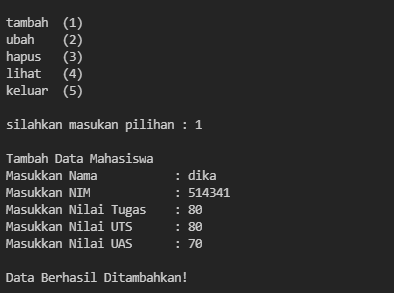 tambah  (1)
ubah    (2)
hapus   (3)
lihat   (4)
keluar  (5)
silahkan masukan pilihan : 1
Tambah Data Mahasiswa
Masukkan Nama           : dika
Masukkan NIM            : 514341
Masukkan Nilai Tugas    : 80
Masukkan Nilai UTS      : 80
Masukkan Nilai UAS      : 70
Data Berhasil Ditambahkan!